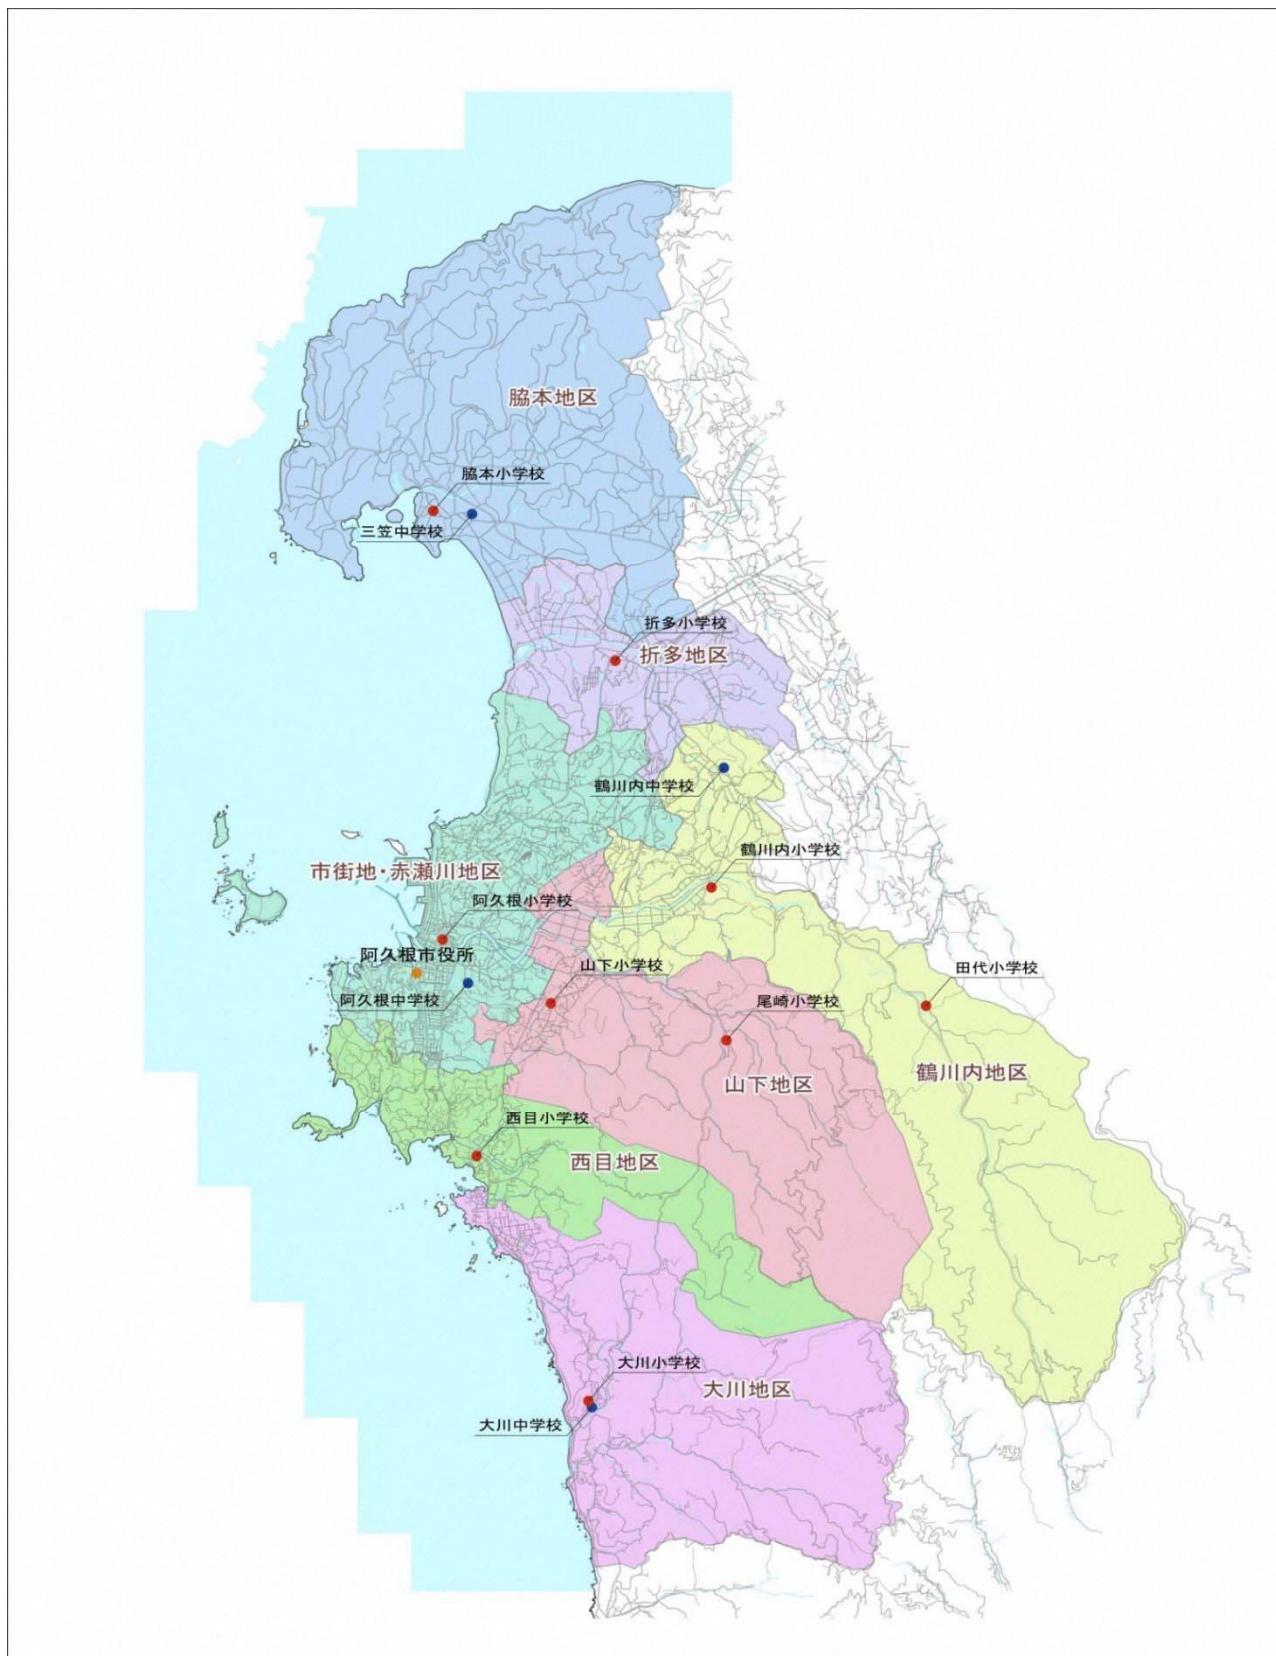 脇本地区
脇本小学校
三笠中学校
折多小学校
折多地区
鶴川内中学校
鶴川内小学校
市街地・赤瀬川地区
阿久根小学校
阿久根市役所
山下小学校
田代小学校
阿久根中学校
尾崎小学校
鶴川内地区
山下地区
西目小学校
西目地区
大川小学校
大川地区
大川中学校